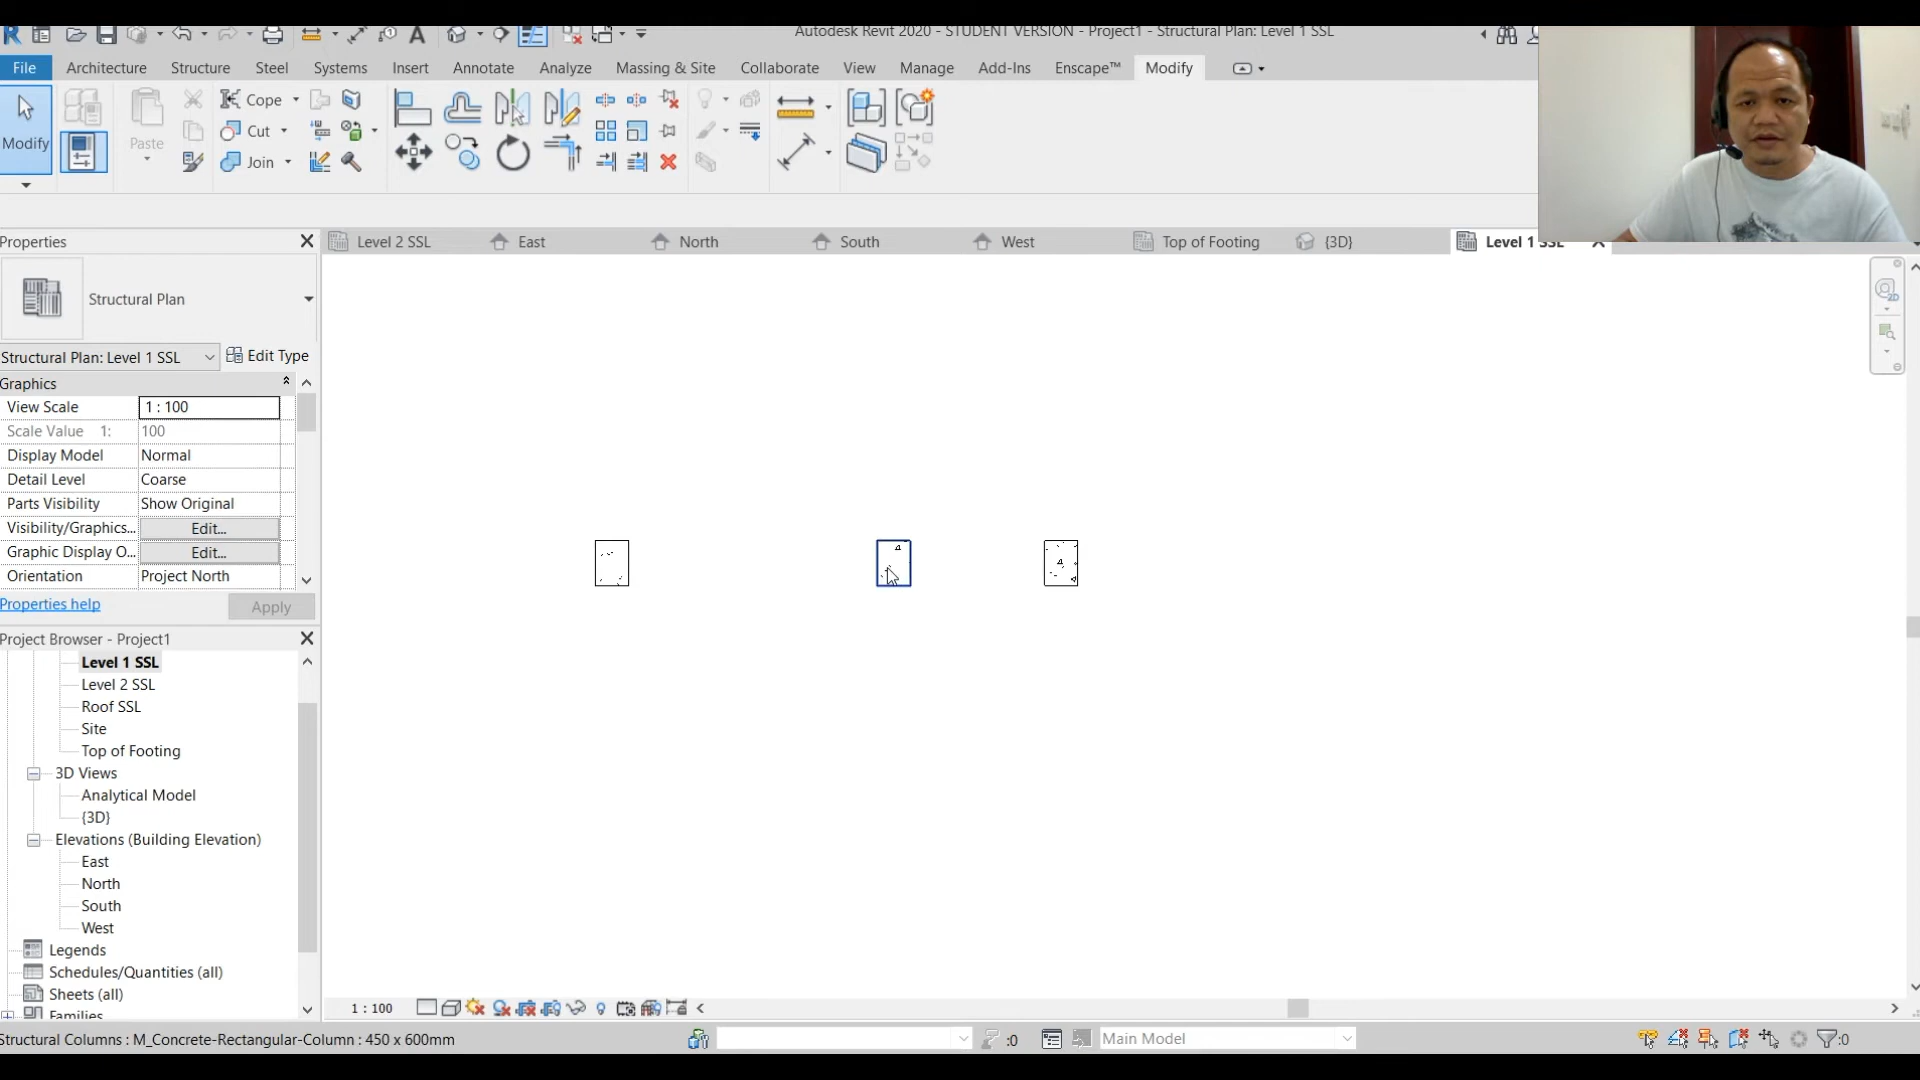 Autodesk Revit 2020 - STUDENT VERSION - Project1 - Structural Plan: Level 1 SSL
File Architecture Structure Steel Systems Insert Annotate Analyze Massing & Site Collaborate View Manage Add-Ins Enscape™ Modify
Modify
Paste
Cope
Cut
Join
Properties
Level 2 SSL East North South West Top of Footing {3D} Level 1 SSL
Structural Plan
Structural Plan: Level 1 SSL Edit Type
Graphics
View Scale 1 : 100
Scale Value 1: 100
Display Model Normal
Detail Level Coarse
Parts Visibility Show Original
Visibility/Graphics... Edit...
Graphic Display O... Edit...
Orientation Project North
Properties help Apply
Project Browser - Project1
Level 1 SSL
Level 2 SSL
Roof SSL
Site
Top of Footing
3D Views
Analytical Model
{3D}
Elevations (Building Elevation)
East
North
South
West
Legends
Schedules/Quantities (all)
Sheets (all)
Families
1 : 100
Structural Columns : M_Concrete-Rectangular-Column : 450 x 600mm :0 Main Model :0
2D